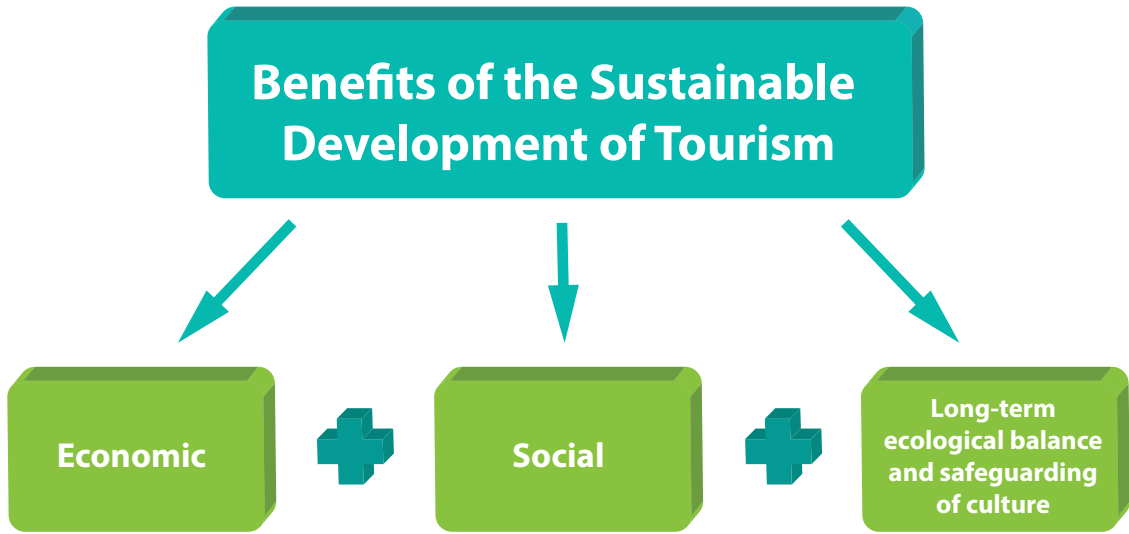 Benefits of the Sustainable
Development of Tourism
Economic
Social
Long-term
ecological balance
and safeguarding
of culture